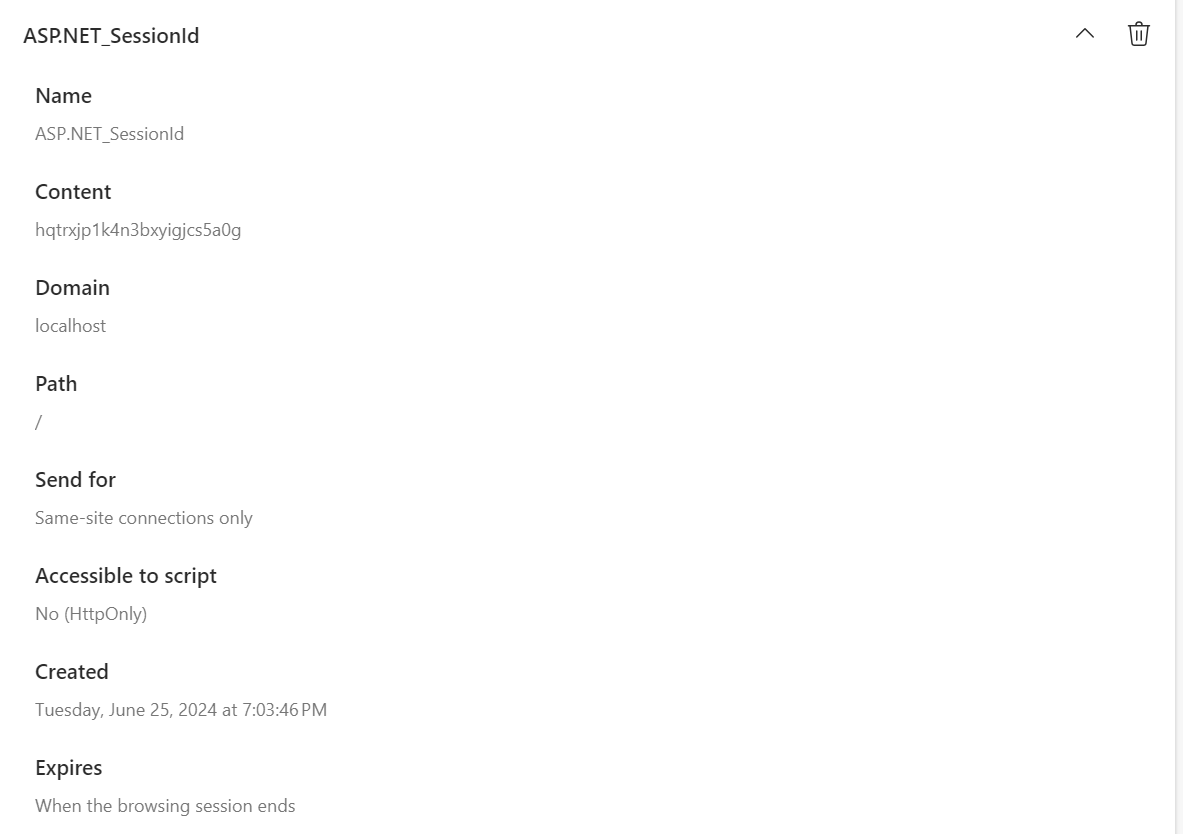 ASP.NET_SessionId
Name
ASP.NET_SessionId
Content
hqtrxjp1k4n3bxyigjcs5a0g
Domain
localhost
Path
/
Send for
Same-site connections only
Accessible to script
No (HttpOnly)
Created
Tuesday, June 25, 2024 at 7:03:46 PM
Expires
When the browsing session ends